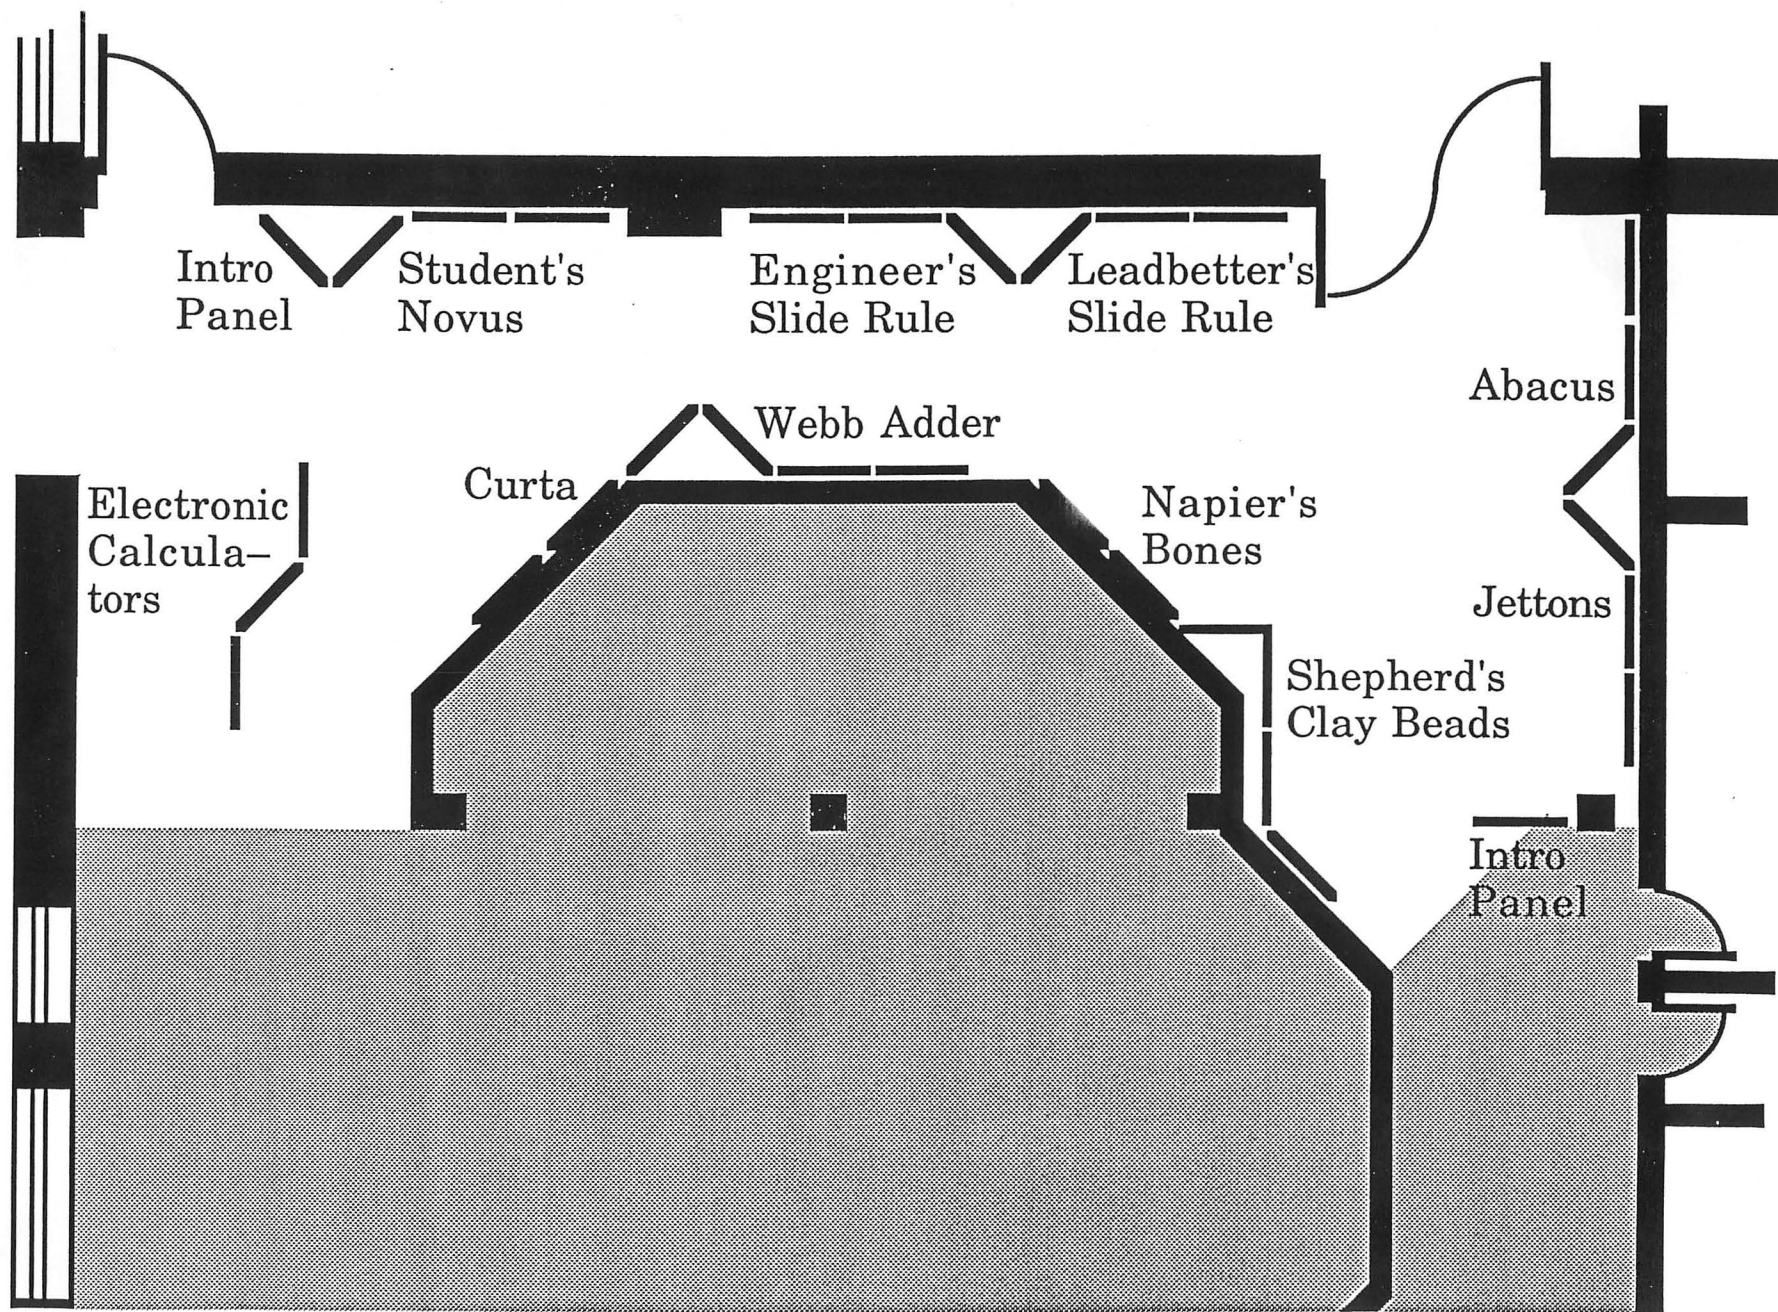 Intro
Panel
Student's
Novus
Engineer's
Slide Rule
Leadbetter's
Slide Rule
Abacus
Webb Adder
Curta
Electronic
Calcula–
tors
Napier's
Bones
Jettons
Shepherd's
Clay Beads
Intro
Panel